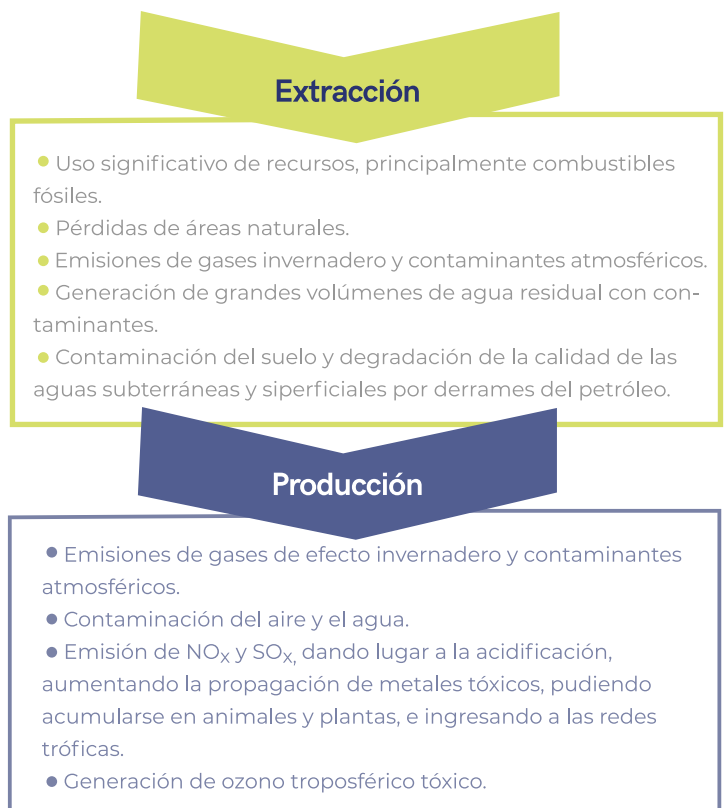 Extracción
● Uso significativo de recursos, principalmente combustibles
fósiles.
● Pérdidas de áreas naturales.
● Emisiones de gases invernadero y contaminantes atmosféricos.
● Generación de grandes volúmenes de agua residual con con-
taminantes.
● Contaminación del suelo y degradación de la calidad de las
aguas subterráneas y siperficiales por derrames del petróleo.
Producción
● Emisiones de gases de efecto invernadero y contaminantes
atmosféricos.
● Contaminación del aire y el agua.
● Emisión de NOₓ y SOₓ, dando lugar a la acidificación,
aumentando la propagación de metales tóxicos, pudiendo
acumularse en animales y plantas, e ingresando a las redes
tróficas.
● Generación de ozono troposférico tóxico.